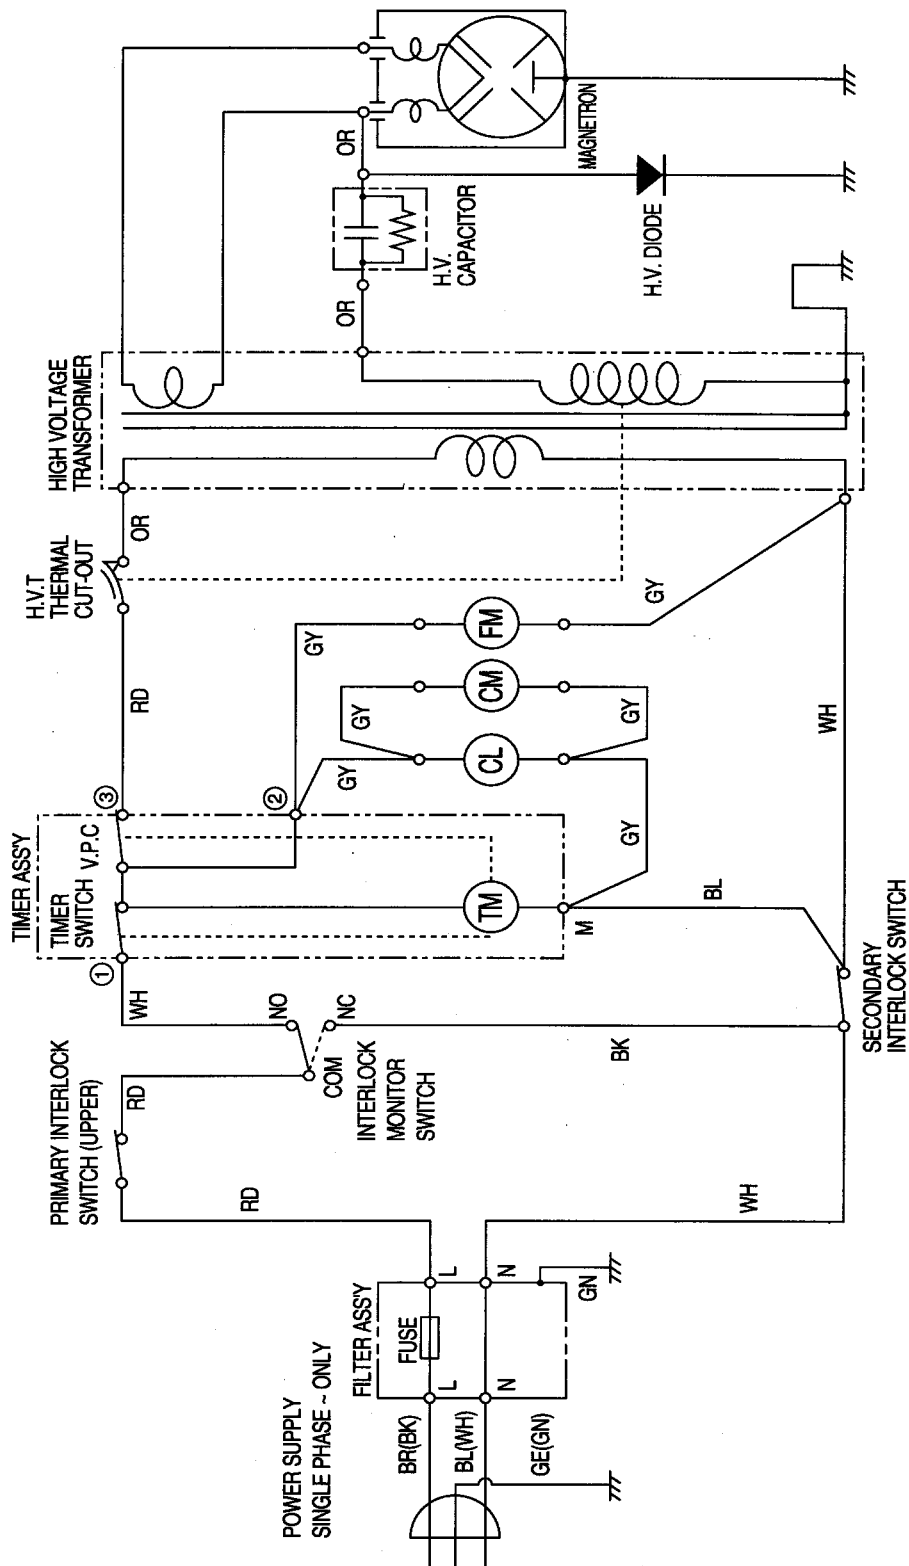 POWER SUPPLY
SINGLE PHASE ~ ONLY
BR(BK)
BL(WH)
GE(GN)
FILTER ASS'Y
FUSE
L
L
N
N
GN
RD
WH
PRIMARY INTERLOCK
SWITCH (UPPER)
RD
COM
NO
NC
INTERLOCK
MONITOR
SWITCH
WH
BK
SECONDARY
INTERLOCK SWITCH
TIMER ASS'Y
TIMER
SWITCH
V.P.C
①
③
②
TM
M
BL
GY
GY
GY
GY
CL
CM
FM
GY
GY
WH
RD
H.V.T
THERMAL
CUT-OUT
OR
HIGH VOLTAGE
TRANSFORMER
OR
H.V.
CAPACITOR
OR
H.V. DIODE
MAGNETRON